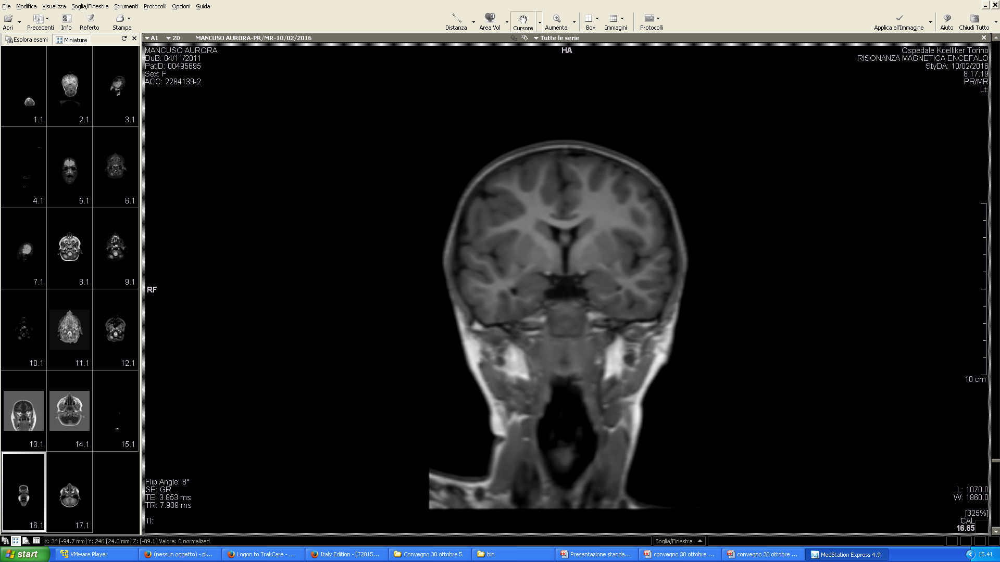 File Modifica Visualizza Soglia/Finestra Strumenti Protocolli Opzioni Guida
Apri Precedenti Info Referto Stampa Distanza Area Vol Cursore Aumenta Box Immagini Protocolli Applica all'Immagine Aiuto Chiudi Tutto
Esplora esami Miniature
A1 2D MANCUSO AURORA-PR/MR-10/02/2016 Tutte le serie
MANCUSO AURORA
DoB: 04/11/2011
PatID: 00495695
Sex: F
ACC: 2284139-2
HA
Ospedale Koelliker Torino
RISONANZA MAGNETICA ENCEFALO
StyDA: 10/02/2016
8.17.19
PR/MR
Lt:
1.1 2.1 3.1
4.1 5.1 6.1
7.1 8.1 9.1
10.1 11.1 12.1
13.1 14.1 15.1
16.1 17.1
RF
10 cm
Flip Angle: 8°
SE: GR
TE: 3.853 ms
TR: 7.939 ms
TI:
L: 1070.0
W: 1860.0
[325%]
CAL
16.65
X: 36 [-94.7 mm] Y: 246 [24.0 mm] Z: [-89.1] Valore: 0 normalized
Soglia/Finestra
start VMware Player (nessun oggetto) - pl... Logon to TrakCare - ... Italy Edition - [T2015... Convegno 30 ottobre 5 bin Presentazione standa... convegno 30 ottobre ... convegno 30 ottobre ... MedStation Express 4.9 15.41